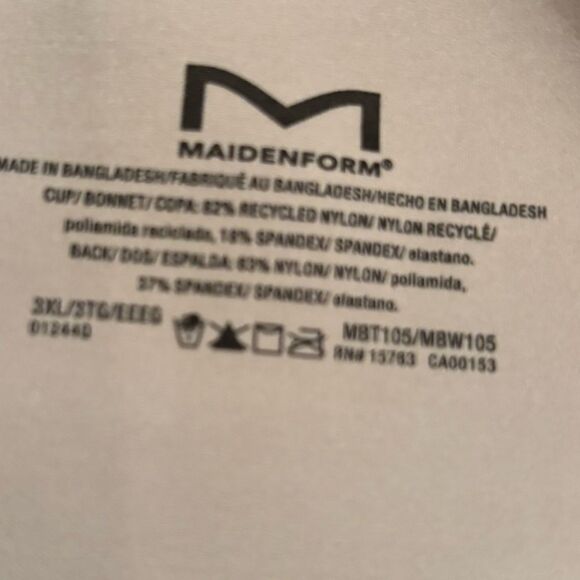 MAIDENFORM®
MADE IN BANGLADESH/FABRIQUÉ AU BANGLADESH/HECHO EN BANGLADESH
CUP/ BONNET/ COPA: 82% RECYCLED NYLON/ NYLON RECYCLÉ/
poliamida reciclado, 18% SPANDEX/ SPANDEX/ elastano.
BACK/ DOS/ ESPALDA: 63% NYLON/ NYLON/ poliamida,
37% SPANDEX/ SPANDEX/ elastano.
3XL/3TG/EEEG
D1244D
MBT105/MBW105
RN# 15763 CA00153